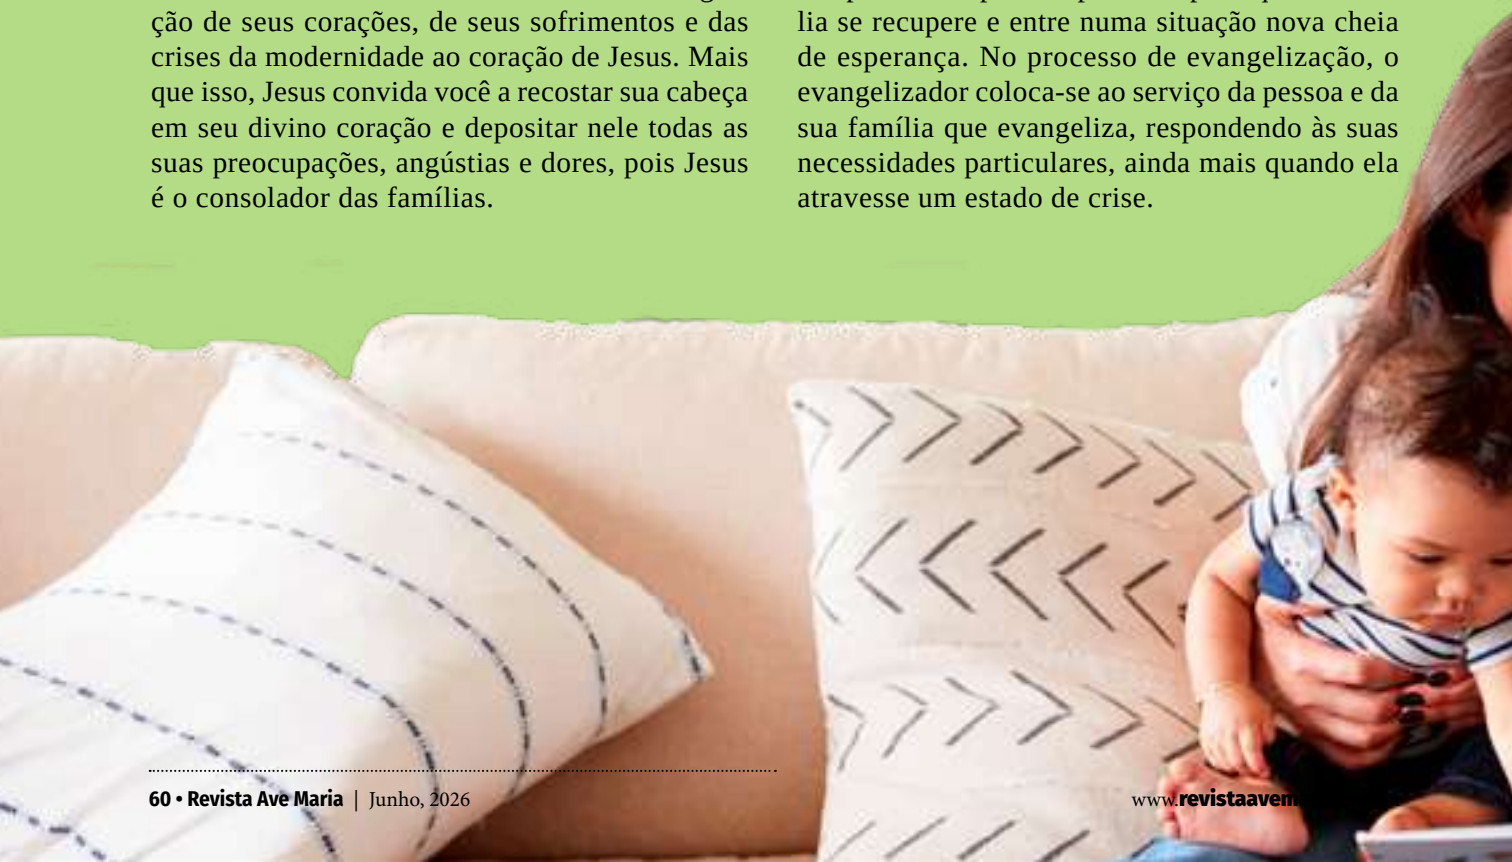 ção de seus corações, de seus sofrimentos e das
crises da modernidade ao coração de Jesus. Mais
que isso, Jesus convida você a recostar sua cabeça
em seu divino coração e depositar nele todas as
suas preocupações, angústias e dores, pois Jesus
é o consolador das famílias.
lia se recupere e entre numa situação nova cheia
de esperança. No processo de evangelização, o
evangelizador coloca-se ao serviço da pessoa e da
sua família que evangeliza, respondendo às suas
necessidades particulares, ainda mais quando ela
atravesse um estado de crise.
60 • Revista Ave Maria | Junho, 2026